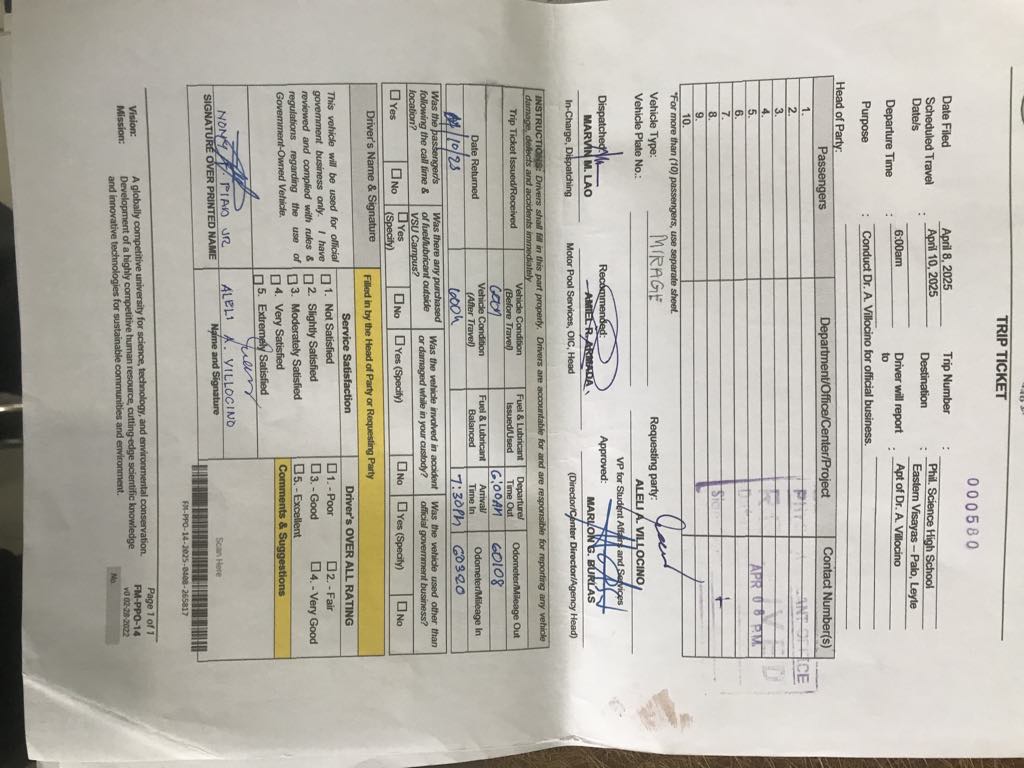 TRIP TICKET
000580
Date Filed : April 8, 2025
Scheduled Travel Date/s : April 10, 2025
Departure Time : 6:00am
Purpose : Conduct Dr. A. Villocino for official business.
Head of Party:
Trip Number :
Destination : Phil. Science High School Eastern Visayas – Palo, Leyte
Driver will report to : Apt of Dr. A. Villocino
Passengers Department/Office/Center/Project Contact Number(s)
1.
2.
3.
4.
5.
6.
7.
8.
9.
10.
APR 08
*For more than (10) passengers, use separate sheet.
Vehicle Type: MIRAGE
Vehicle Plate No.:
Requesting party:
ALELI A. VILLOCINO
VP for Student Affairs and Services
Dispatched:
MARVIN M. LAO
In-Charge, Dispatching
Recommended:
Motor Pool Services, OIC, Head
Approved:
MARLON G. BURLAS
(Director/Center Director/Agency Head)
INSTRUCTIONS: Drivers shall fill in this part properly. Drivers are accountable for and are responsible for reporting any vehicle
damage, defects and accidents immediately
Trip Ticket Issued/Received
Vehicle Condition (Before Travel)
Fuel & Lubricant Issued/Used
Departure/ Time Out
Odometer/Mileage Out
6:00AM
60108
Date Returned
Vehicle Condition (After Travel)
Fuel & Lubricant Balanced
Arrival/ Time In
Odometer/Mileage In
7:30Pm
60320
Was the passenger/s following the call time & location?
☐ Yes ☐ No
Was there any purchased of fuel/lubricant outside VSU Campus?
☐ Yes (Specify) ☐ No
Was the vehicle involved in accident or damaged while in your custody?
☐ Yes (Specify) ☐ No
Was the vehicle used other than official government business?
☐ Yes (Specify) ☐ No
Driver's Name & Signature
Filled in by the Head of Party or Requesting Party
This vehicle will be used for official
government business only. I have
reviewed and complied with rules &
regulations regarding the use of
Government-Owned Vehicle.
SIGNATURE OVER PRINTED NAME
Service Satisfaction
☐ 1. Not Satisfied
☐ 2. Slightly Satisfied
☐ 3. Moderately Satisfied
☐ 4. Very Satisfied
☐ 5. Extremely Satisfied
ALELI A. VILLOCINO
Name and Signature
DRIVER'S OVER ALL RATING
☐ 1. - Poor ☐ 2. - Fair
☐ 3. - Good ☐ 4. - Very Good
☐ 5. - Excellent
Comments & Suggestions
Scan Here
FM-PPO-14-2025-0408-265817
Vision: A globally competitive university for science, technology, and environmental conservation.
Mission: Development of a highly competitive human resource, cutting-edge scientific knowledge
and innovative technologies for sustainable communities and environment.
Page 1 of 1
FM-PPO-14
v0 02-28-2022
No.